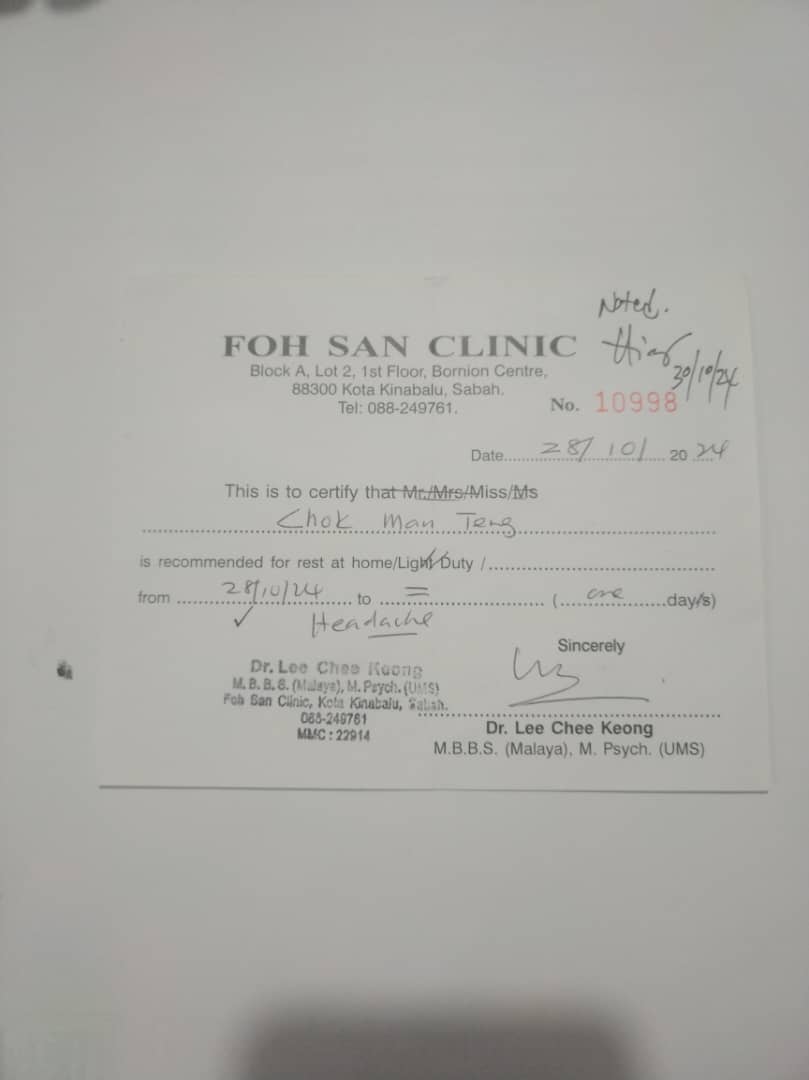 Noted.
30/10/24
FOH SAN CLINIC
Block A, Lot 2, 1st Floor, Bornion Centre,
88300 Kota Kinabalu, Sabah.
Tel: 088-249761.
No. 10998
Date 28/10/ 2024
This is to certify that Mr./Mrs/Miss/Ms
Chok Man Teng
is recommended for rest at home/Light Duty /
from 28/10/24 to = (one day/s)
✓ Headache
Sincerely
Dr. Lee Chee Keong
M.B.B.S. (Malaya), M. Psych. (UMS)
Foh San Clinic, Kota Kinabalu, Sabah.
088-249761
MMC : 22914
Dr. Lee Chee Keong
M.B.B.S. (Malaya), M. Psych. (UMS)